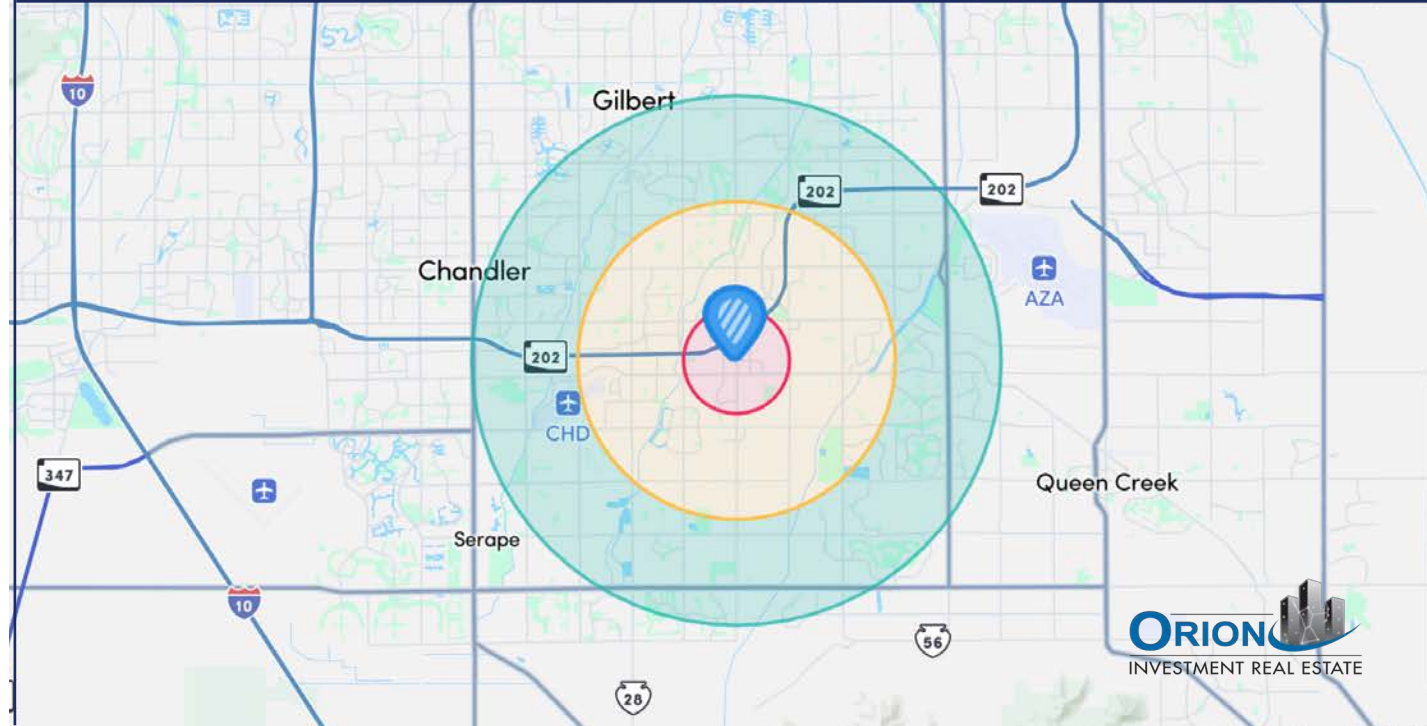 10
Gilbert
202
202
Chandler
AZA
202
CHD
347
Queen Creek
Serape
10
56
28
ORION
INVESTMENT REAL ESTATE